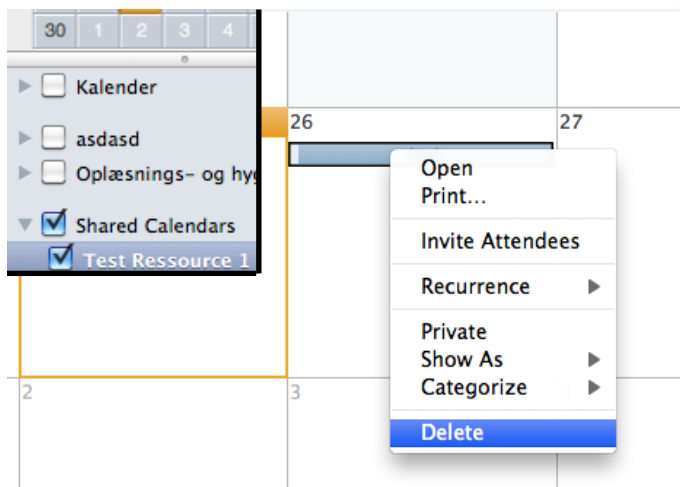 30 1 2 3 4
Kalender
asdasd
Oplæsnings- og hyg
Shared Calendars
Test Ressource 1
26
27
Open
Print...
Invite Attendees
Recurrence
Private
Show As
Categorize
Delete
2
3